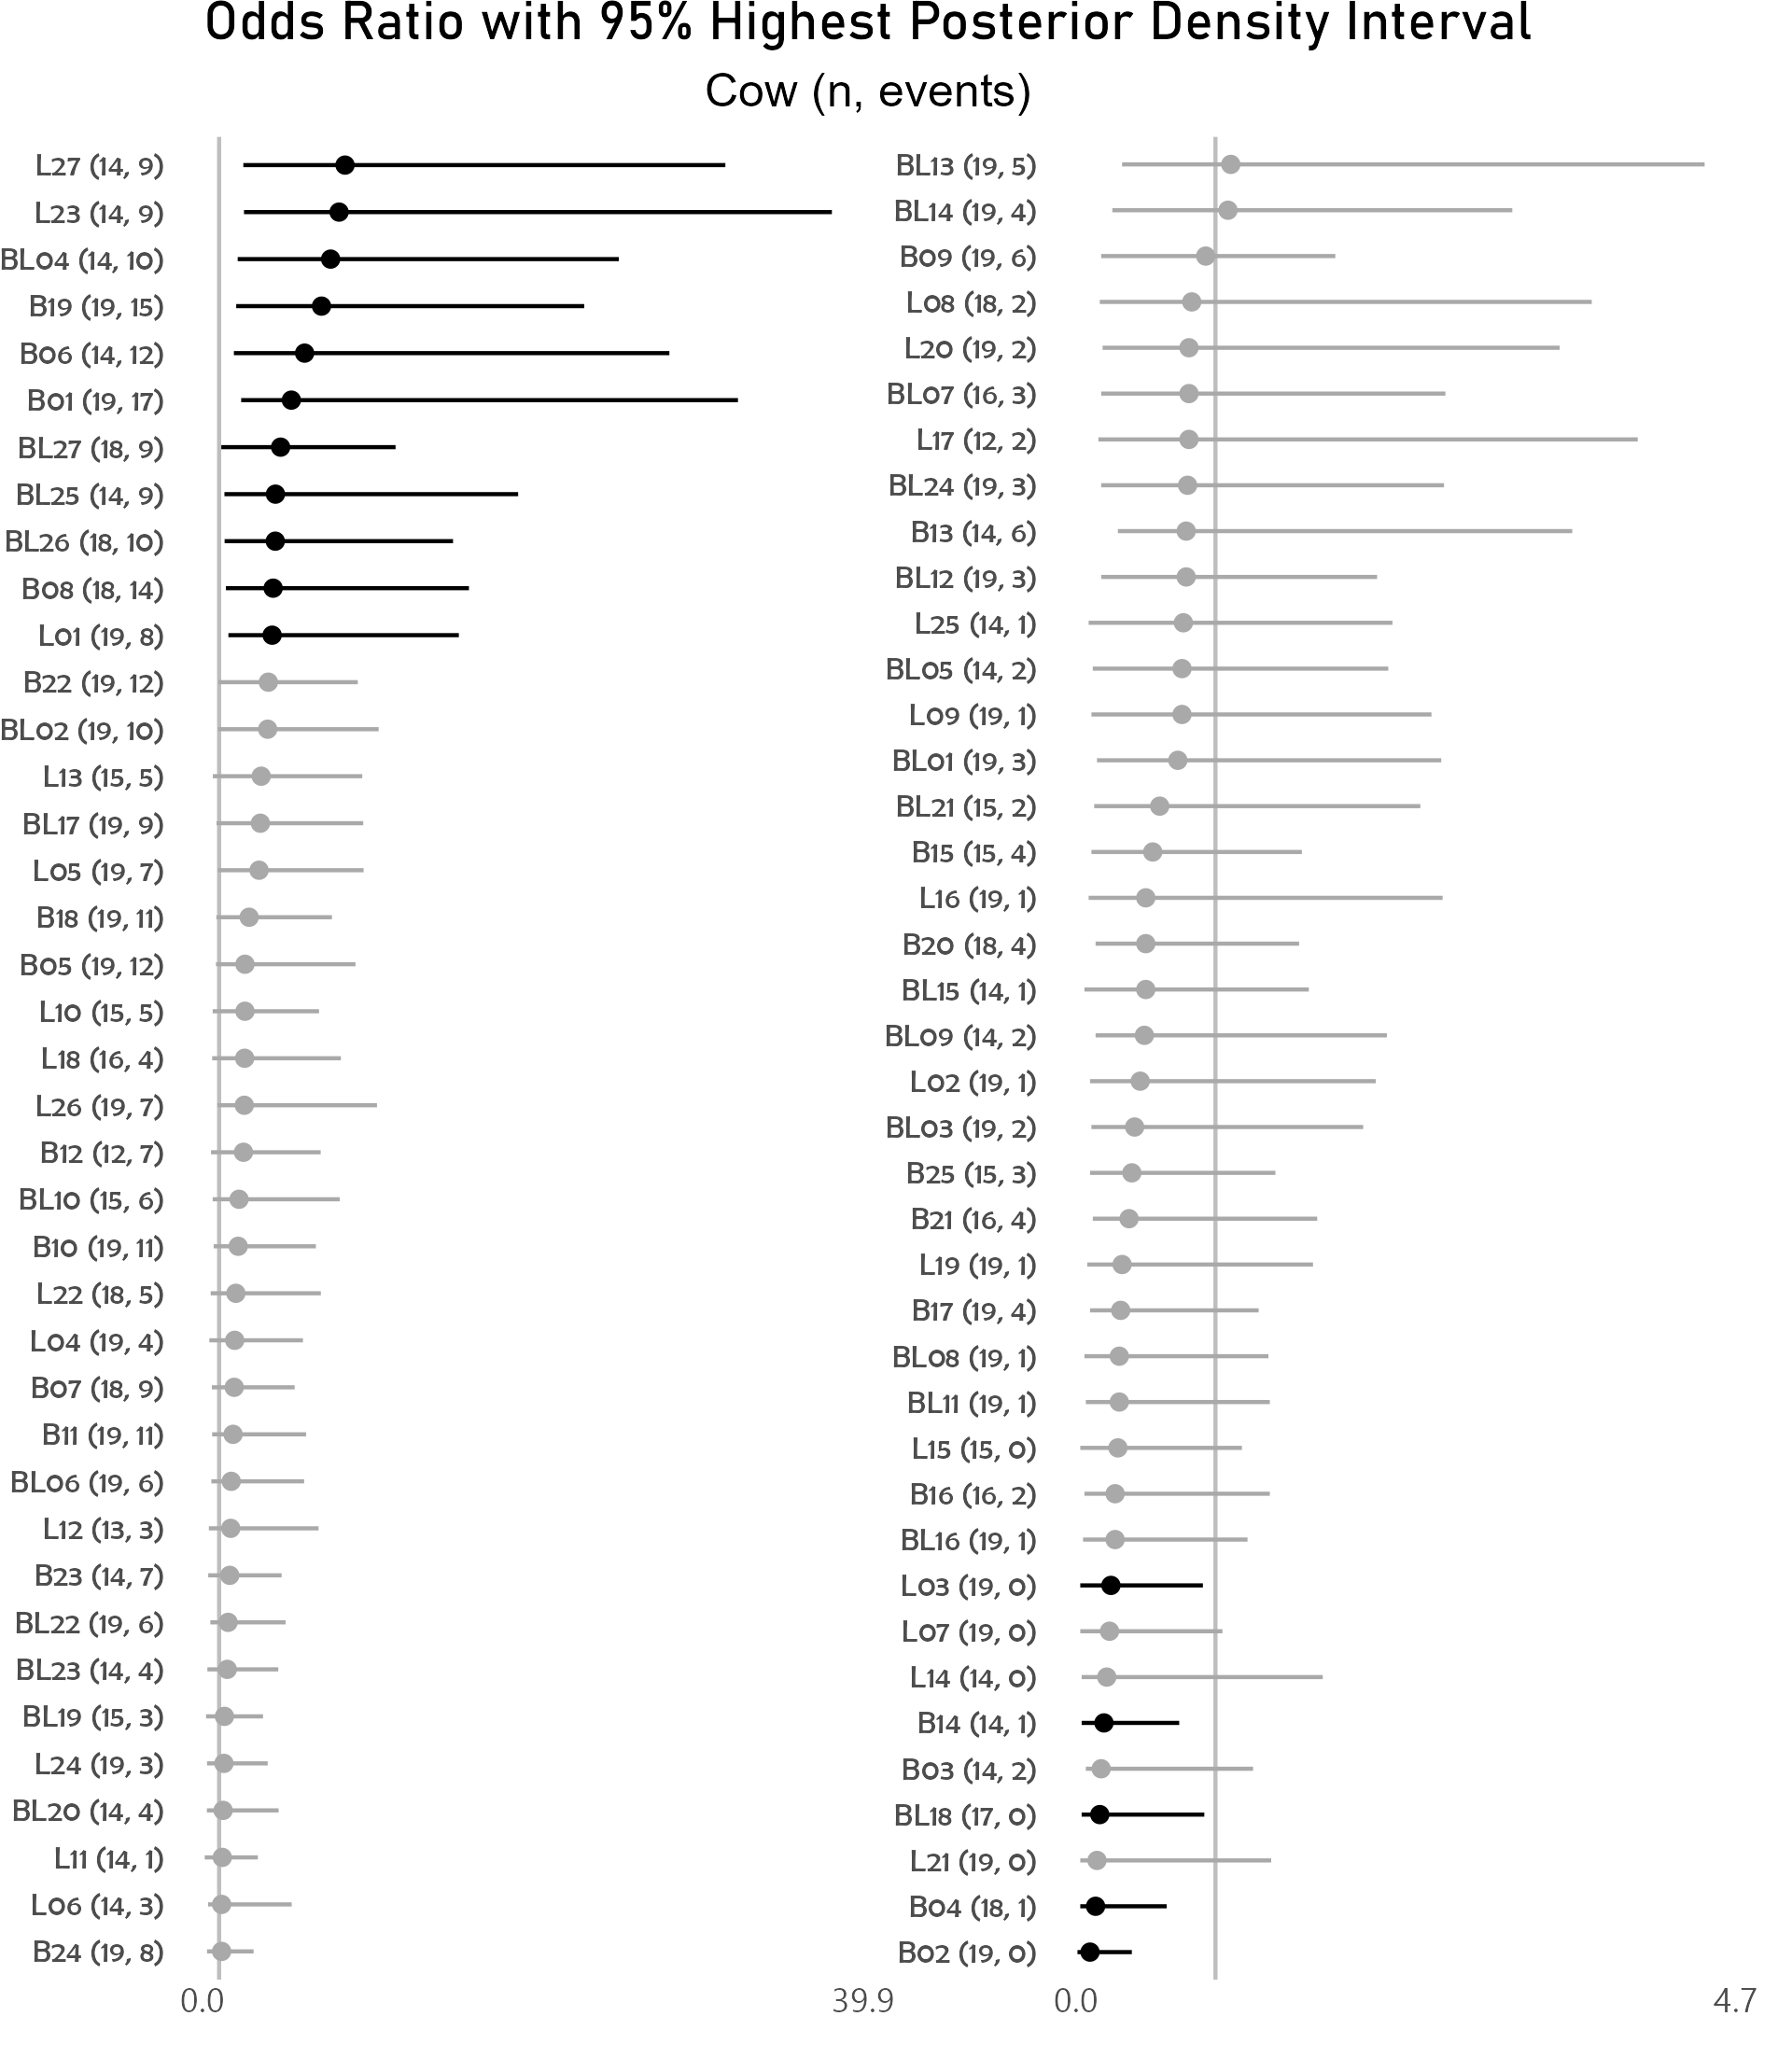 Odds Ratio with 95% Highest Posterior Density Interval
Cow (n, events)
L27 (14, 9)
L23 (14, 9)
BL04 (14, 10)
B19 (19, 15)
B06 (14, 12)
B01 (19, 17)
BL27 (18, 9)
BL25 (14, 9)
BL26 (18, 10)
B08 (18, 14)
L01 (19, 8)
B22 (19, 12)
BL02 (19, 10)
L13 (15, 5)
BL17 (19, 9)
L05 (19, 7)
B18 (19, 11)
B05 (19, 12)
L10 (15, 5)
L18 (16, 4)
L26 (19, 7)
B12 (12, 7)
BL10 (15, 6)
B10 (19, 11)
L22 (18, 5)
L04 (19, 4)
B07 (18, 9)
B11 (19, 11)
BL06 (19, 6)
L12 (13, 3)
B23 (14, 7)
BL22 (19, 6)
BL23 (14, 4)
BL19 (15, 3)
L24 (19, 3)
BL20 (14, 4)
L11 (14, 1)
L06 (14, 3)
B24 (19, 8)
0.0
39.9
BL13 (19, 5)
BL14 (19, 4)
B09 (19, 6)
L08 (18, 2)
L20 (19, 2)
BL07 (16, 3)
L17 (12, 2)
BL24 (19, 3)
B13 (14, 6)
BL12 (19, 3)
L25 (14, 1)
BL05 (14, 2)
L09 (19, 1)
BL01 (19, 3)
BL21 (15, 2)
B15 (15, 4)
L16 (19, 1)
B20 (18, 4)
BL15 (14, 1)
BL09 (14, 2)
L02 (19, 1)
BL03 (19, 2)
B25 (15, 3)
B21 (16, 4)
L19 (19, 1)
B17 (19, 4)
BL08 (19, 1)
BL11 (19, 1)
L15 (15, 0)
B16 (16, 2)
BL16 (19, 1)
L03 (19, 0)
L07 (19, 0)
L14 (14, 0)
B14 (14, 1)
B03 (14, 2)
BL18 (17, 0)
L21 (19, 0)
B04 (18, 1)
B02 (19, 0)
0.0
4.7